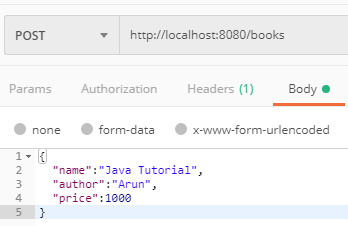 POST http://localhost:8080/books
Params Authorization Headers (1) Body
none form-data x-www-form-urlencoded
1 {
2 "name":"Java Tutorial",
3 "author":"Arun",
4 "price":1000
5 }